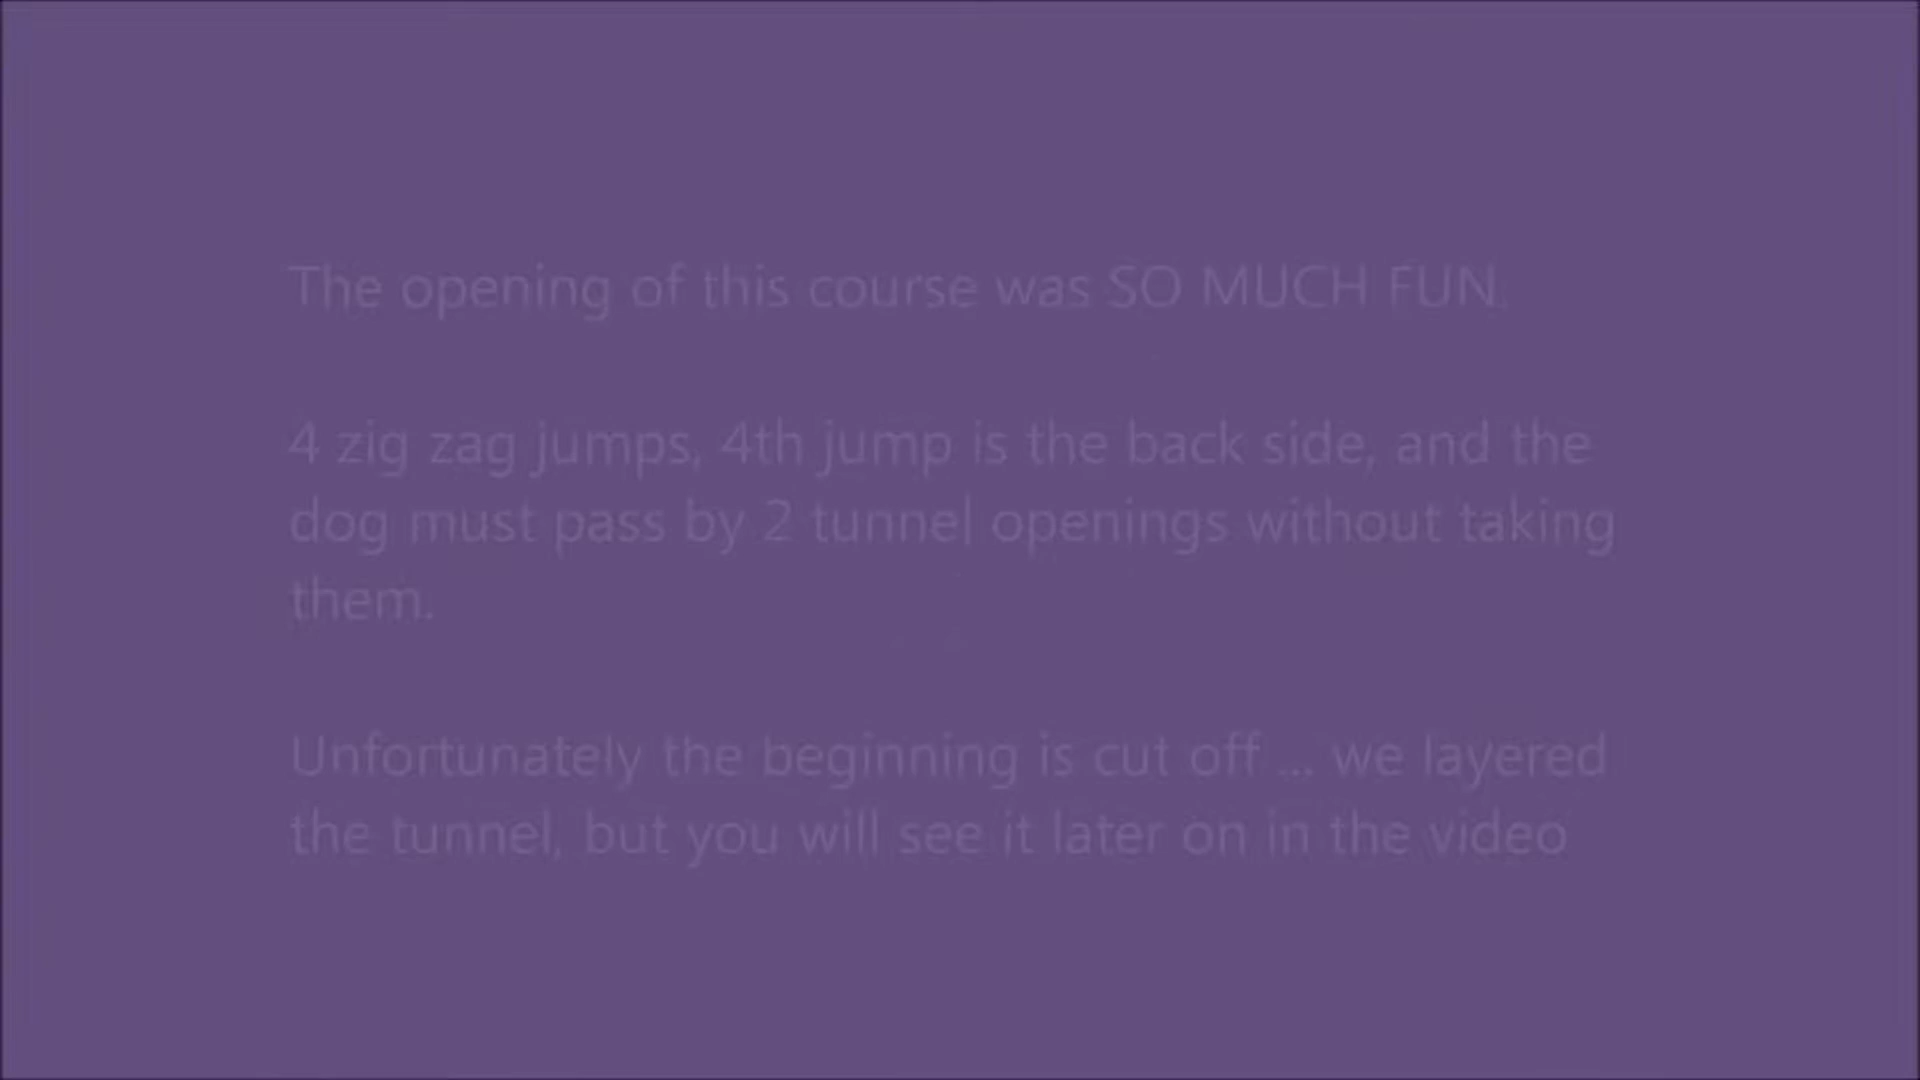 The opening of this course was SO MUCH FUN.
4 zig zag jumps, 4th jump is the back side, and the
dog must pass by 2 tunnel openings without taking
them.
Unfortunately the beginning is cut off ... we layered
the tunnel, but you will see it later on in the video